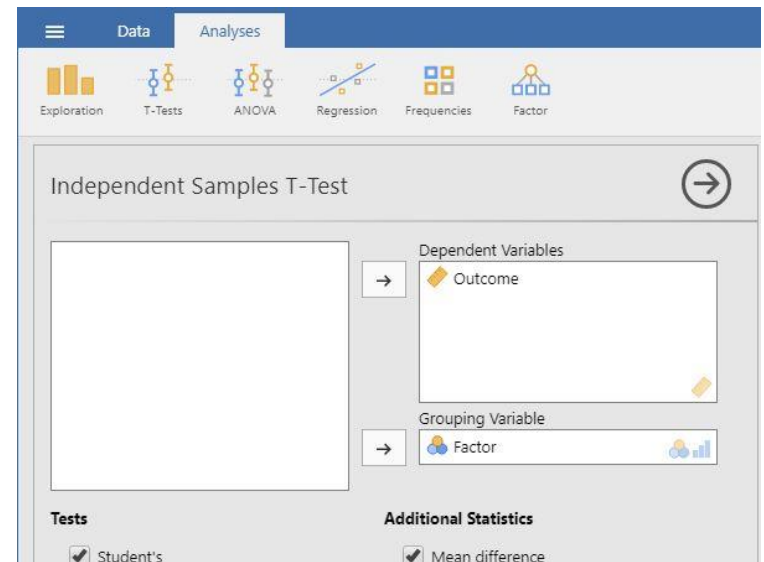 Data Analyses
Exploration T-Tests ANOVA Regression Frequencies Factor
Independent Samples T-Test
Dependent Variables
Outcome
Grouping Variable
Factor
Tests Additional Statistics
Student's Mean difference